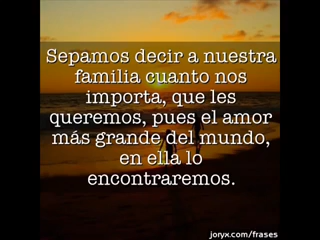 Sepamos decir a nuestra
familia cuanto nos
importa, que les
queremos, pues el amor
más grande del mundo,
en ella lo
encontraremos.
joryx.com/frases